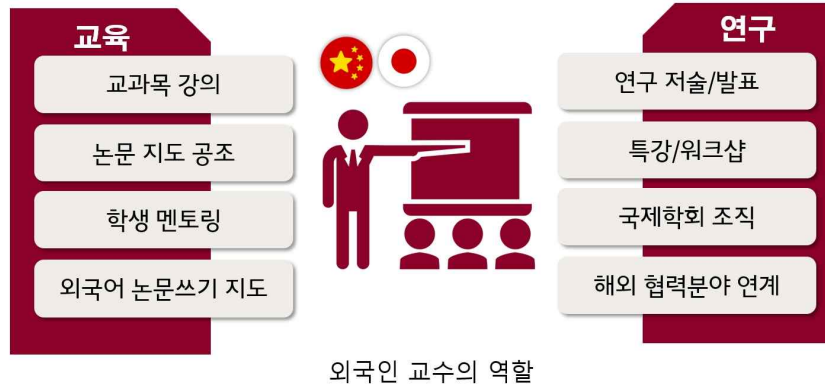 교육
교과목 강의
논문 지도 공조
학생 멘토링
외국어 논문쓰기 지도
연구
연구 저술/발표
특강/워크샵
국제학회 조직
해외 협력분야 연계
외국인 교수의 역할